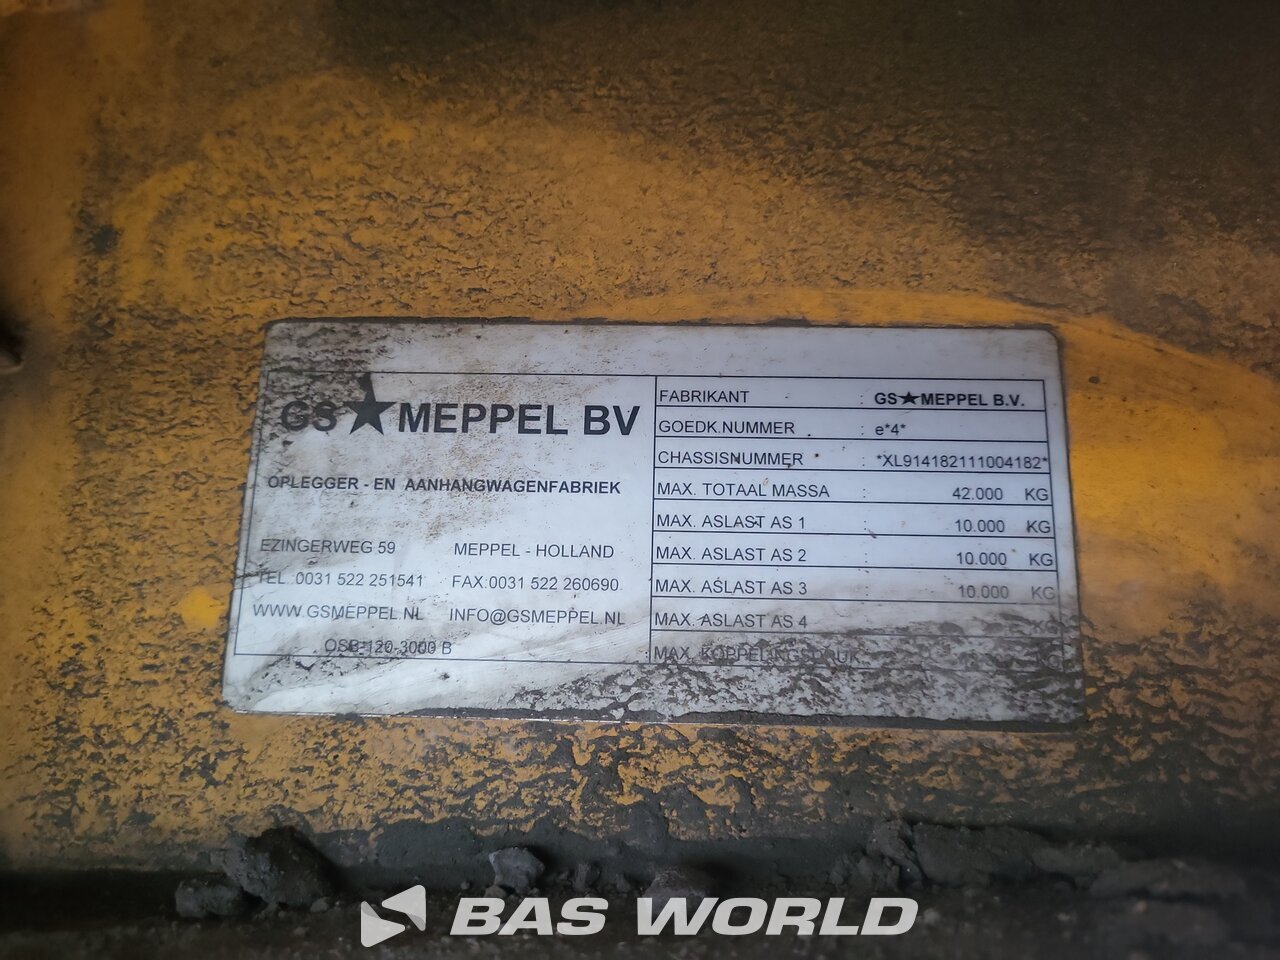 GS★MEPPEL BV
OPLEGGER - EN AANHANGWAGENFABRIEK
EZINGERWEG 59 MEPPEL - HOLLAND
TEL.0031 522 251541 FAX:0031 522 260690
WWW.GSMEPPEL.NL INFO@GSMEPPEL.NL
OSB-120-3000 B
FABRIKANT : GS★MEPPEL B.V.
GOEDK.NUMMER : e*4*
CHASSISNUMMER : *XL914182111004182*
MAX. TOTAAL MASSA : 42.000 KG
MAX. ASLAST AS 1 : 10.000 KG
MAX. ASLAST AS 2 : 10.000 KG
MAX. ASLAST AS 3 : 10.000 KG
MAX. ASLAST AS 4
MAX. KOPPELINGSDRUK KG
BAS WORLD